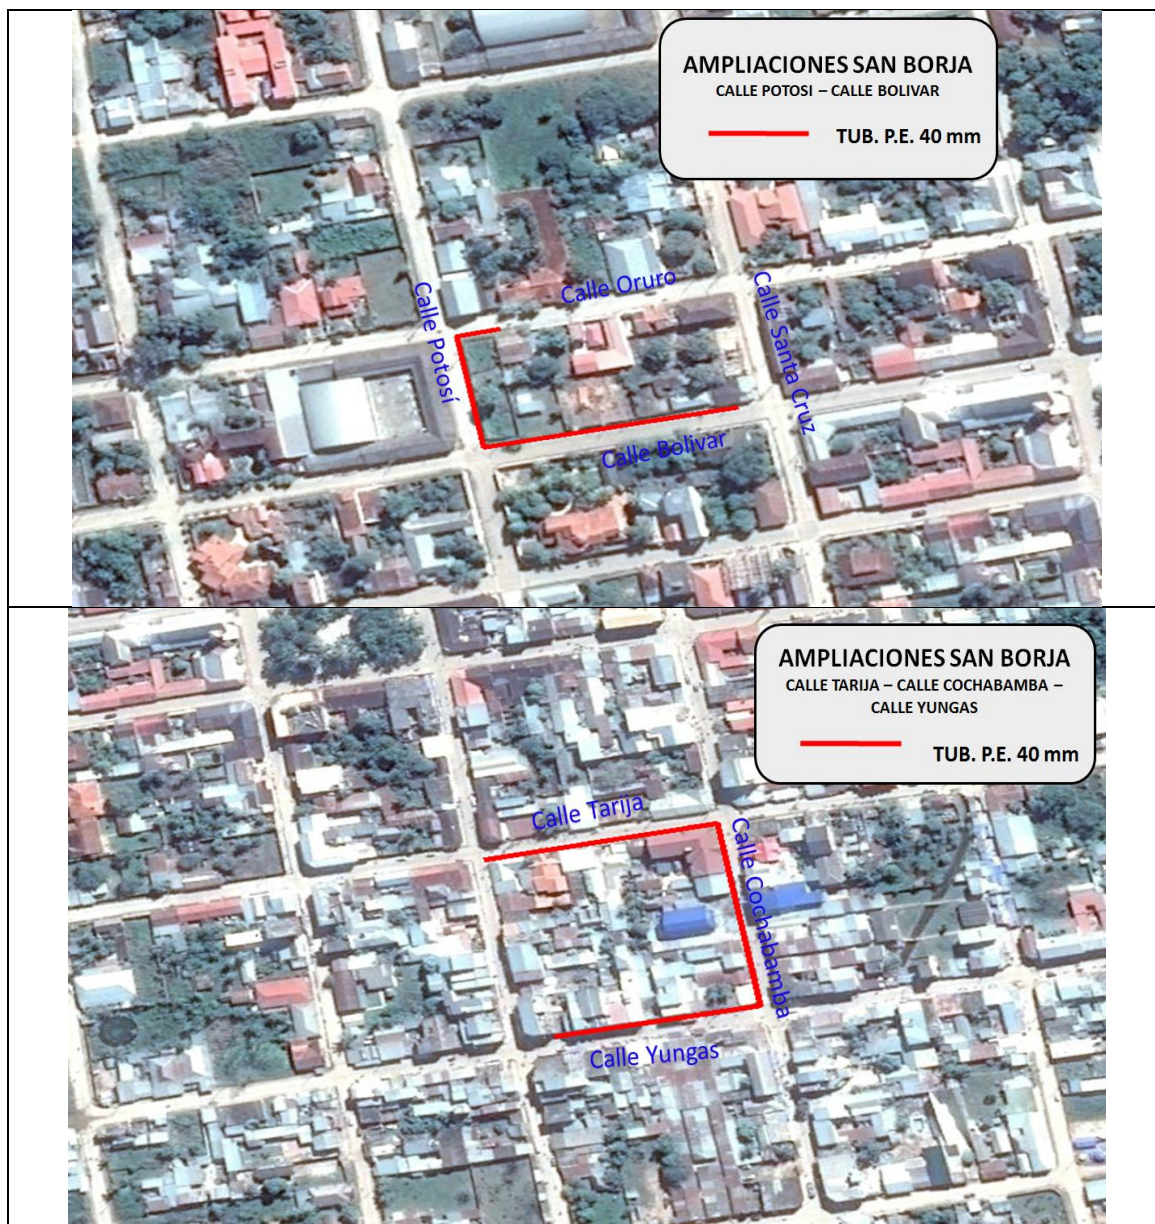 AMPLIACIONES SAN BORJA
CALLE POTOSI – CALLE BOLIVAR
TUB. P.E. 40 mm
Calle Oruro
Calle Potosí
Calle Santa Cruz
Calle Bolivar
AMPLIACIONES SAN BORJA
CALLE TARIJA – CALLE COCHABAMBA –
CALLE YUNGAS
TUB. P.E. 40 mm
Calle Tarija
Calle Cochabamba
Calle Yungas